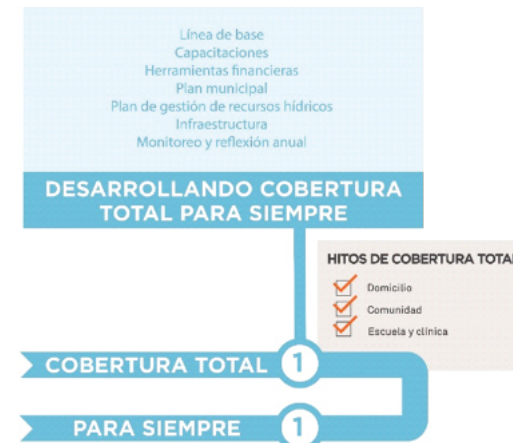 Línea de base
Capacitaciones
Herramientas financieras
Plan municipal
Plan de gestión de recursos hídricos
Infraestructura
Monitoreo y reflexión anual
DESARROLLANDO COBERTURA
TOTAL PARA SIEMPRE
HITOS DE COBERTURA TOTAL
Domicilio
Comunidad
Escuela y clínica
COBERTURA TOTAL 1
PARA SIEMPRE 1